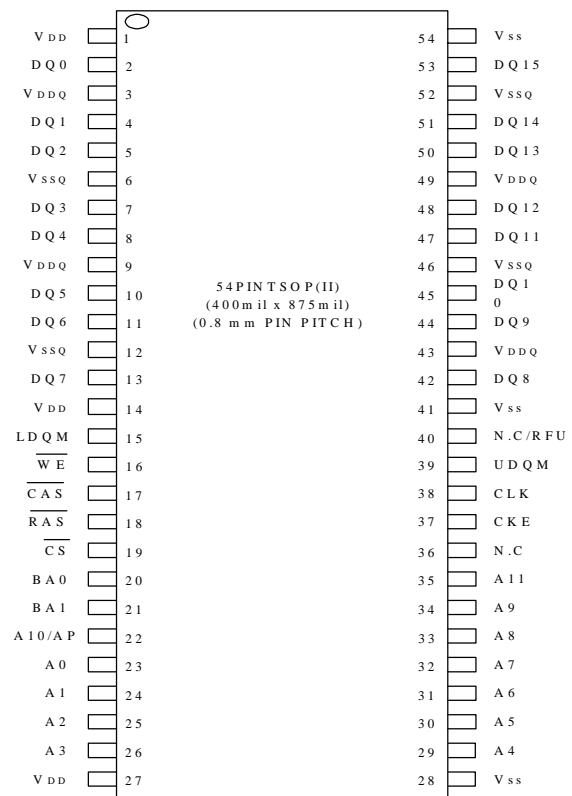 VDD 1 54 Vss
DQ0 2 53 DQ15
VDDQ 3 52 VSSQ
DQ1 4 51 DQ14
DQ2 5 50 DQ13
VSSQ 6 49 VDDQ
DQ3 7 48 DQ12
DQ4 8 47 DQ11
VDDQ 9 46 VSSQ
DQ5 10 45 DQ1
0
DQ6 11 44 DQ9
VSSQ 12 43 VDDQ
DQ7 13 42 DQ8
VDD 14 41 Vss
LDQM 15 40 N.C/RFU
WE 16 39 UDQM
CAS 17 38 CLK
RAS 18 37 CKE
CS 19 36 N.C
BA0 20 35 A11
BA1 21 34 A9
A10/AP 22 33 A8
A0 23 32 A7
A1 24 31 A6
A2 25 30 A5
A3 26 29 A4
VDD 27 28 Vss
54PINTSOP(II)
(400mil x 875mil)
(0.8 mm PIN PITCH)